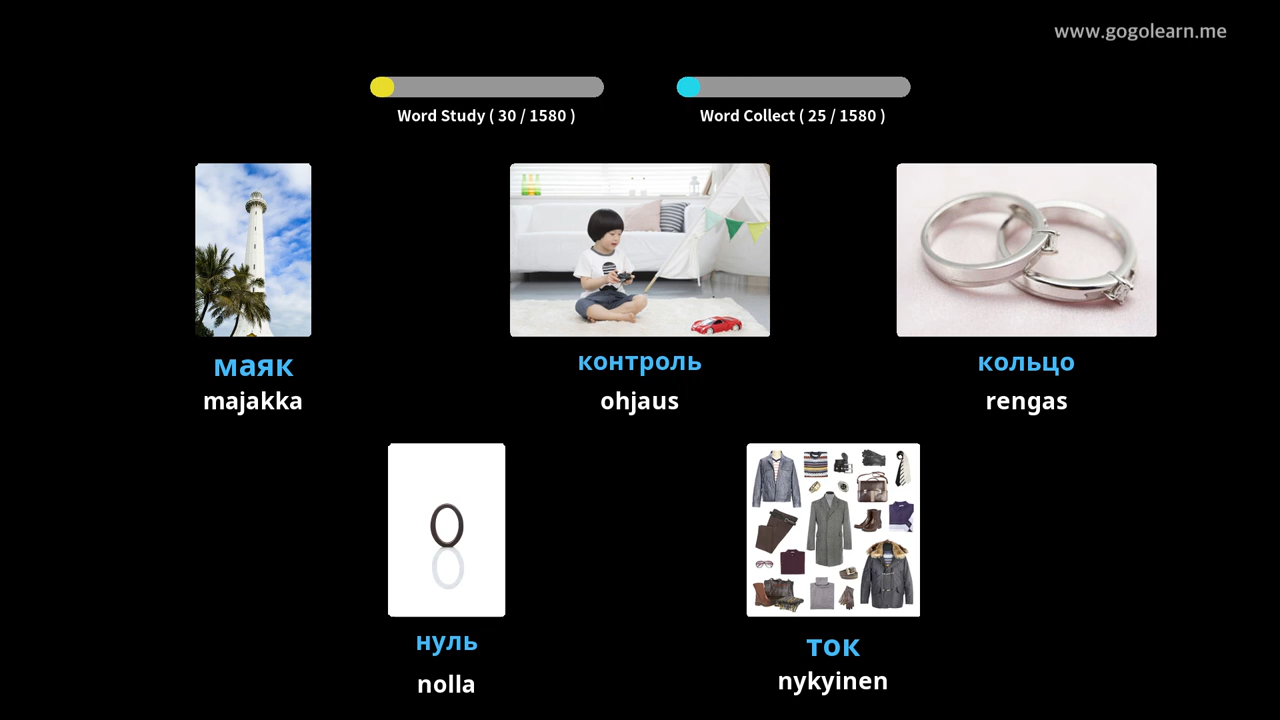 www.gogolearn.me
Word Study ( 30 / 1580 )
Word Collect ( 25 / 1580 )
маяк
majakka
контроль
ohjaus
кольцо
rengas
нуль
nolla
ток
nykyinen